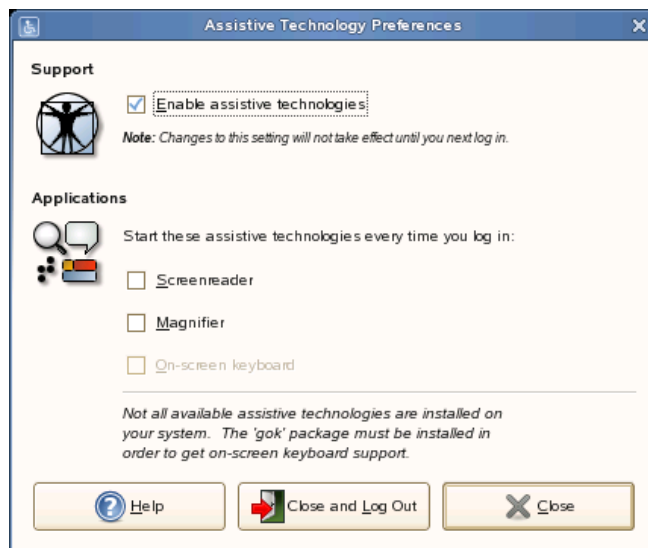 Assistive Technology Preferences
Support
Enable assistive technologies
Note: Changes to this setting will not take effect until you next log in.
Applications
Start these assistive technologies every time you log in:
Screenreader
Magnifier
On-screen keyboard
Not all available assistive technologies are installed on
your system. The 'gok' package must be installed in
order to get on-screen keyboard support.
Help
Close and Log Out
Close